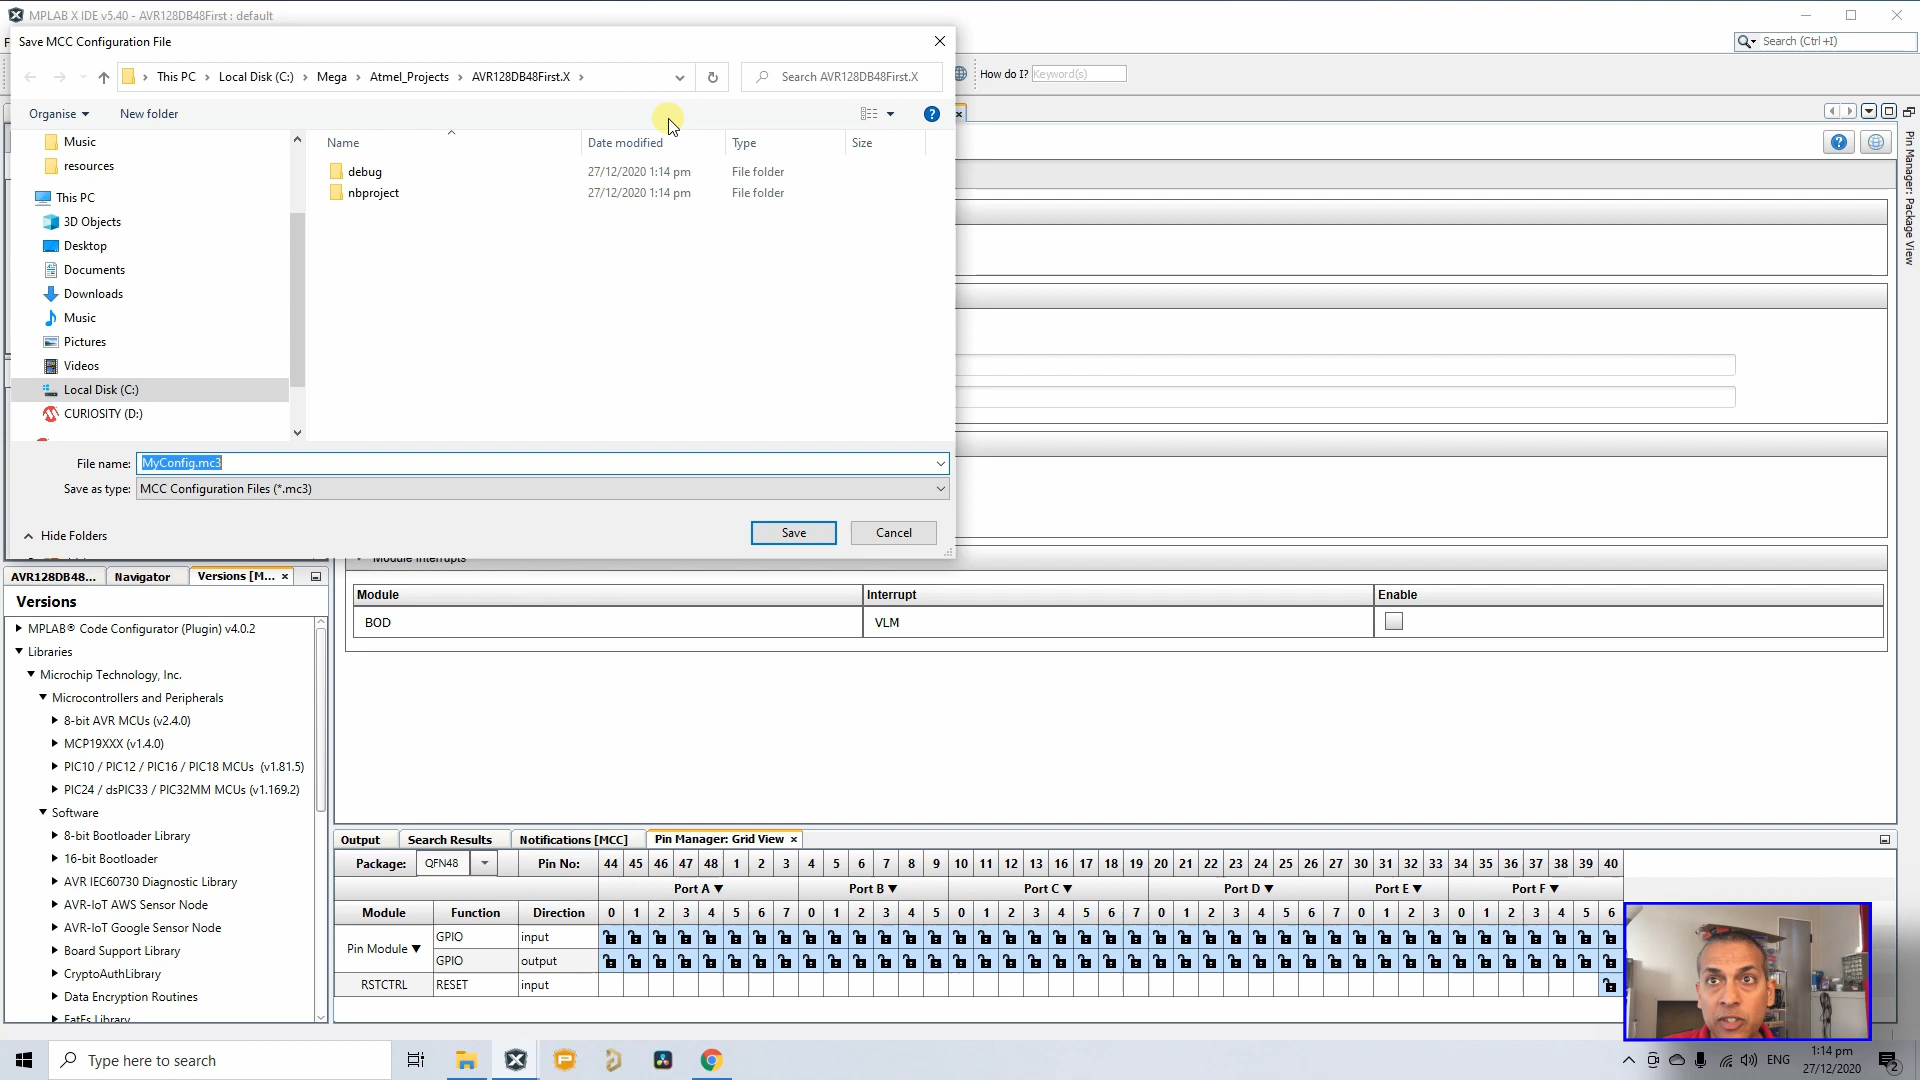 MPLAB X IDE v5.40 - AVR128DB48First : default
Save MCC Configuration File
Search (Ctrl+I)
This PC > Local Disk (C:) > Mega > Atmel_Projects > AVR128DB48First.X >
Search AVR128DB48First.X
How do I? Keyword(s)
Organise
New folder
Name Date modified Type Size
debug 27/12/2020 1:14 pm File folder
nbproject 27/12/2020 1:14 pm File folder
Music
resources
This PC
3D Objects
Desktop
Documents
Downloads
Music
Pictures
Videos
Local Disk (C:)
CURIOSITY (D:)
Pin Manager: Package View
File name: MyConfig.mc3
Save as type: MCC Configuration Files (*.mc3)
Hide Folders
Save
Cancel
Module Interrupts
Module Interrupt Enable
BOD VLM
AVR128DB48... Navigator Versions [M... ×
Versions
MPLAB® Code Configurator (Plugin) v4.0.2
Libraries
Microchip Technology, Inc.
Microcontrollers and Peripherals
8-bit AVR MCUs (v2.4.0)
MCP19XXX (v1.4.0)
PIC10 / PIC12 / PIC16 / PIC18 MCUs (v1.81.5)
PIC24 / dsPIC33 / PIC32MM MCUs (v1.169.2)
Software
8-bit Bootloader Library
16-bit Bootloader
AVR IEC60730 Diagnostic Library
AVR-IoT AWS Sensor Node
AVR-IoT Google Sensor Node
Board Support Library
CryptoAuthLibrary
Data Encryption Routines
FatFs Library
Output Search Results Notifications [MCC] Pin Manager: Grid View ×
Package: QFN48 Pin No: 44 45 46 47 48 1 2 3 4 5 6 7 8 9 10 11 12 13 16 17 18 19 20 21 22 23 24 25 26 27 30 31 32 33 34 35 36 37 38 39 40
Port A ▼ Port B ▼ Port C ▼ Port D ▼ Port E ▼ Port F ▼
Module Function Direction 0 1 2 3 4 5 6 7 0 1 2 3 4 5 0 1 2 3 4 5 6 7 0 1 2 3 4 5 6 7 0 1 2 3 0 1 2 3 4 5 6
Pin Module ▼
GPIO input
GPIO output
RSTCTRL RESET input
Type here to search
ENG
1:14 pm
27/12/2020
2